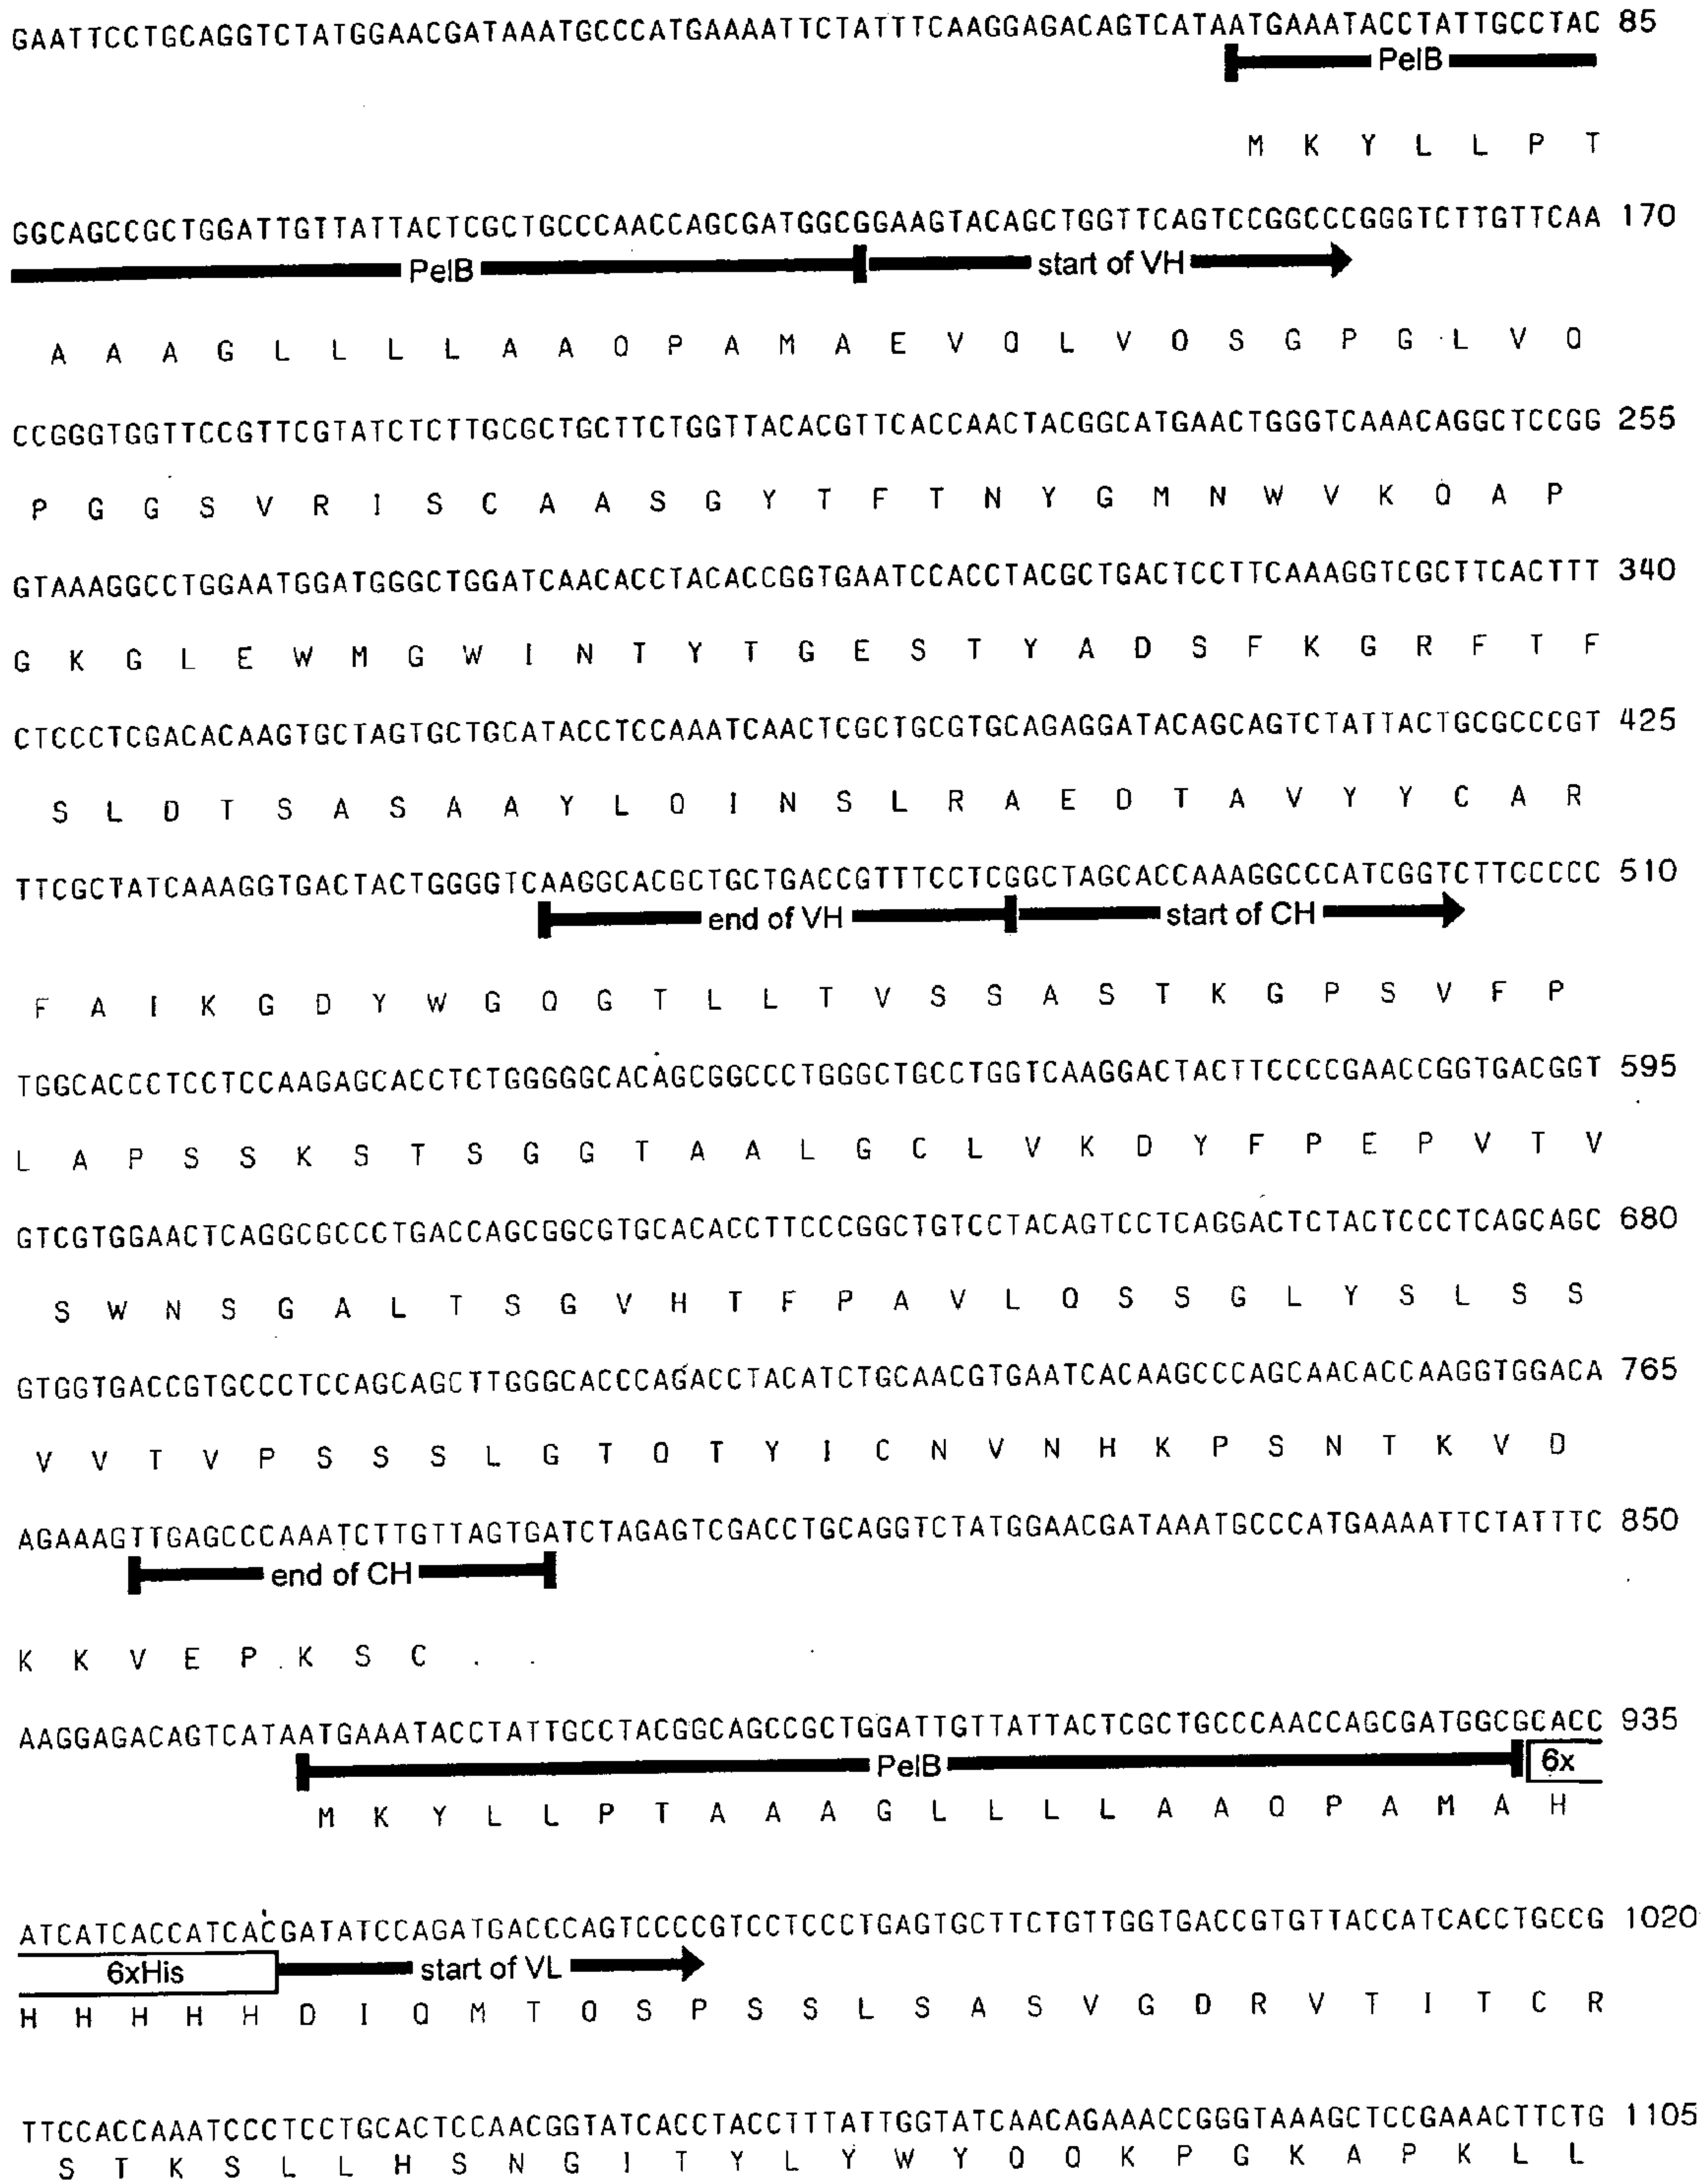 GAATTCCTGCAGGTCTATGGAACGATAAATGCCCATGAAAATTCTATTTCAAGGAGACAGTCATAATGAAATACCTATTGCCTAC 85
PelB
M K Y L L P T
GGCAGCCGCTGGATTGTTATTACTCGCTGCCCAACCAGCGATGGCGGAAGTACAGCTGGTTCAGTCCGGCCCGGGTCTTGTTCAA 170
PelB start of VH
A A A G L L L L A A Q P A M A E V Q L V Q S G P G L V Q
CCGGGTGGTTCCGTTCGTATCTCTTGCGCTGCTTCTGGTTACACGTTCACCAACTACGGCATGAACTGGGTCAAACAGGCTCCGG 255
P G G S V R I S C A A S G Y T F T N Y G M N W V K Q A P
GTAAAGGCCTGGAATGGATGGGCTGGATCAACACCTACACCGGTGAATCCACCTACGCTGACTCCTTCAAAGGTCGCTTCACTTT 340
G K G L E W M G W I N T Y T G E S T Y A D S F K G R F T F
CTCCCTCGACACAAGTGCTAGTGCTGCATACCTCCAAATCAACTCGCTGCGTGCAGAGGATACAGCAGTCTATTACTGCGCCCGT 425
S L D T S A S A A Y L Q I N S L R A E D T A V Y Y C A R
TTCGCTATCAAAGGTGACTACTGGGGTCAAGGCACGCTGCTGACCGTTTCCTCGGCTAGCACCAAAGGCCCATCGGTCTTCCCCC 510
end of VH start of CH
F A I K G D Y W G Q G T L L T V S S A S T K G P S V F P
TGGCACCCTCCTCCAAGAGCACCTCTGGGGGCACAGCGGCCCTGGGCTGCCTGGTCAAGGACTACTTCCCCGAACCGGTGACGGT 595
L A P S S K S T S G G T A A L G C L V K D Y F P E P V T V
GTCGTGGAACTCAGGCGCCCTGACCAGCGGCGTGCACACCTTCCCGGCTGTCCTACAGTCCTCAGGACTCTACTCCCTCAGCAGC 680
S W N S G A L T S G V H T F P A V L Q S S G L Y S L S S
GTGGTGACCGTGCCCTCCAGCAGCTTGGGCACCCAGACCTACATCTGCAACGTGAATCACAAGCCCAGCAACACCAAGGTGGACA 765
V V T V P S S S L G T Q T Y I C N V N H K P S N T K V D
AGAAAGTTGAGCCCAAATCTTGTTAGTGATCTAGAGTCGACCTGCAGGTCTATGGAACGATAAATGCCCATGAAAATTCTATTTC 850
end of CH
K K V E P K S C . .
AAGGAGACAGTCATAATGAAATACCTATTGCCTACGGCAGCCGCTGGATTGTTATTACTCGCTGCCCAACCAGCGATGGCGCACC 935
PelB 6x
M K Y L L P T A A A G L L L L A A Q P A M A H
ATCATCACCATCACGATATCCAGATGACCCAGTCCCCGTCCTCCCTGAGTGCTTCTGTTGGTGACCGTGTTACCATCACCTGCCG 1020
6xHis start of VL
H H H H H D I Q M T Q S P S S L S A S V G D R V T I T C R
TTCCACCAAATCCCTCCTGCACTCCAACGGTATCACCTACCTTTATTGGTATCAACAGAAACCGGGTAAAGCTCCGAAACTTCTG 1105
S T K S L L H S N G I T Y L Y W Y Q Q K P G K A P K L L